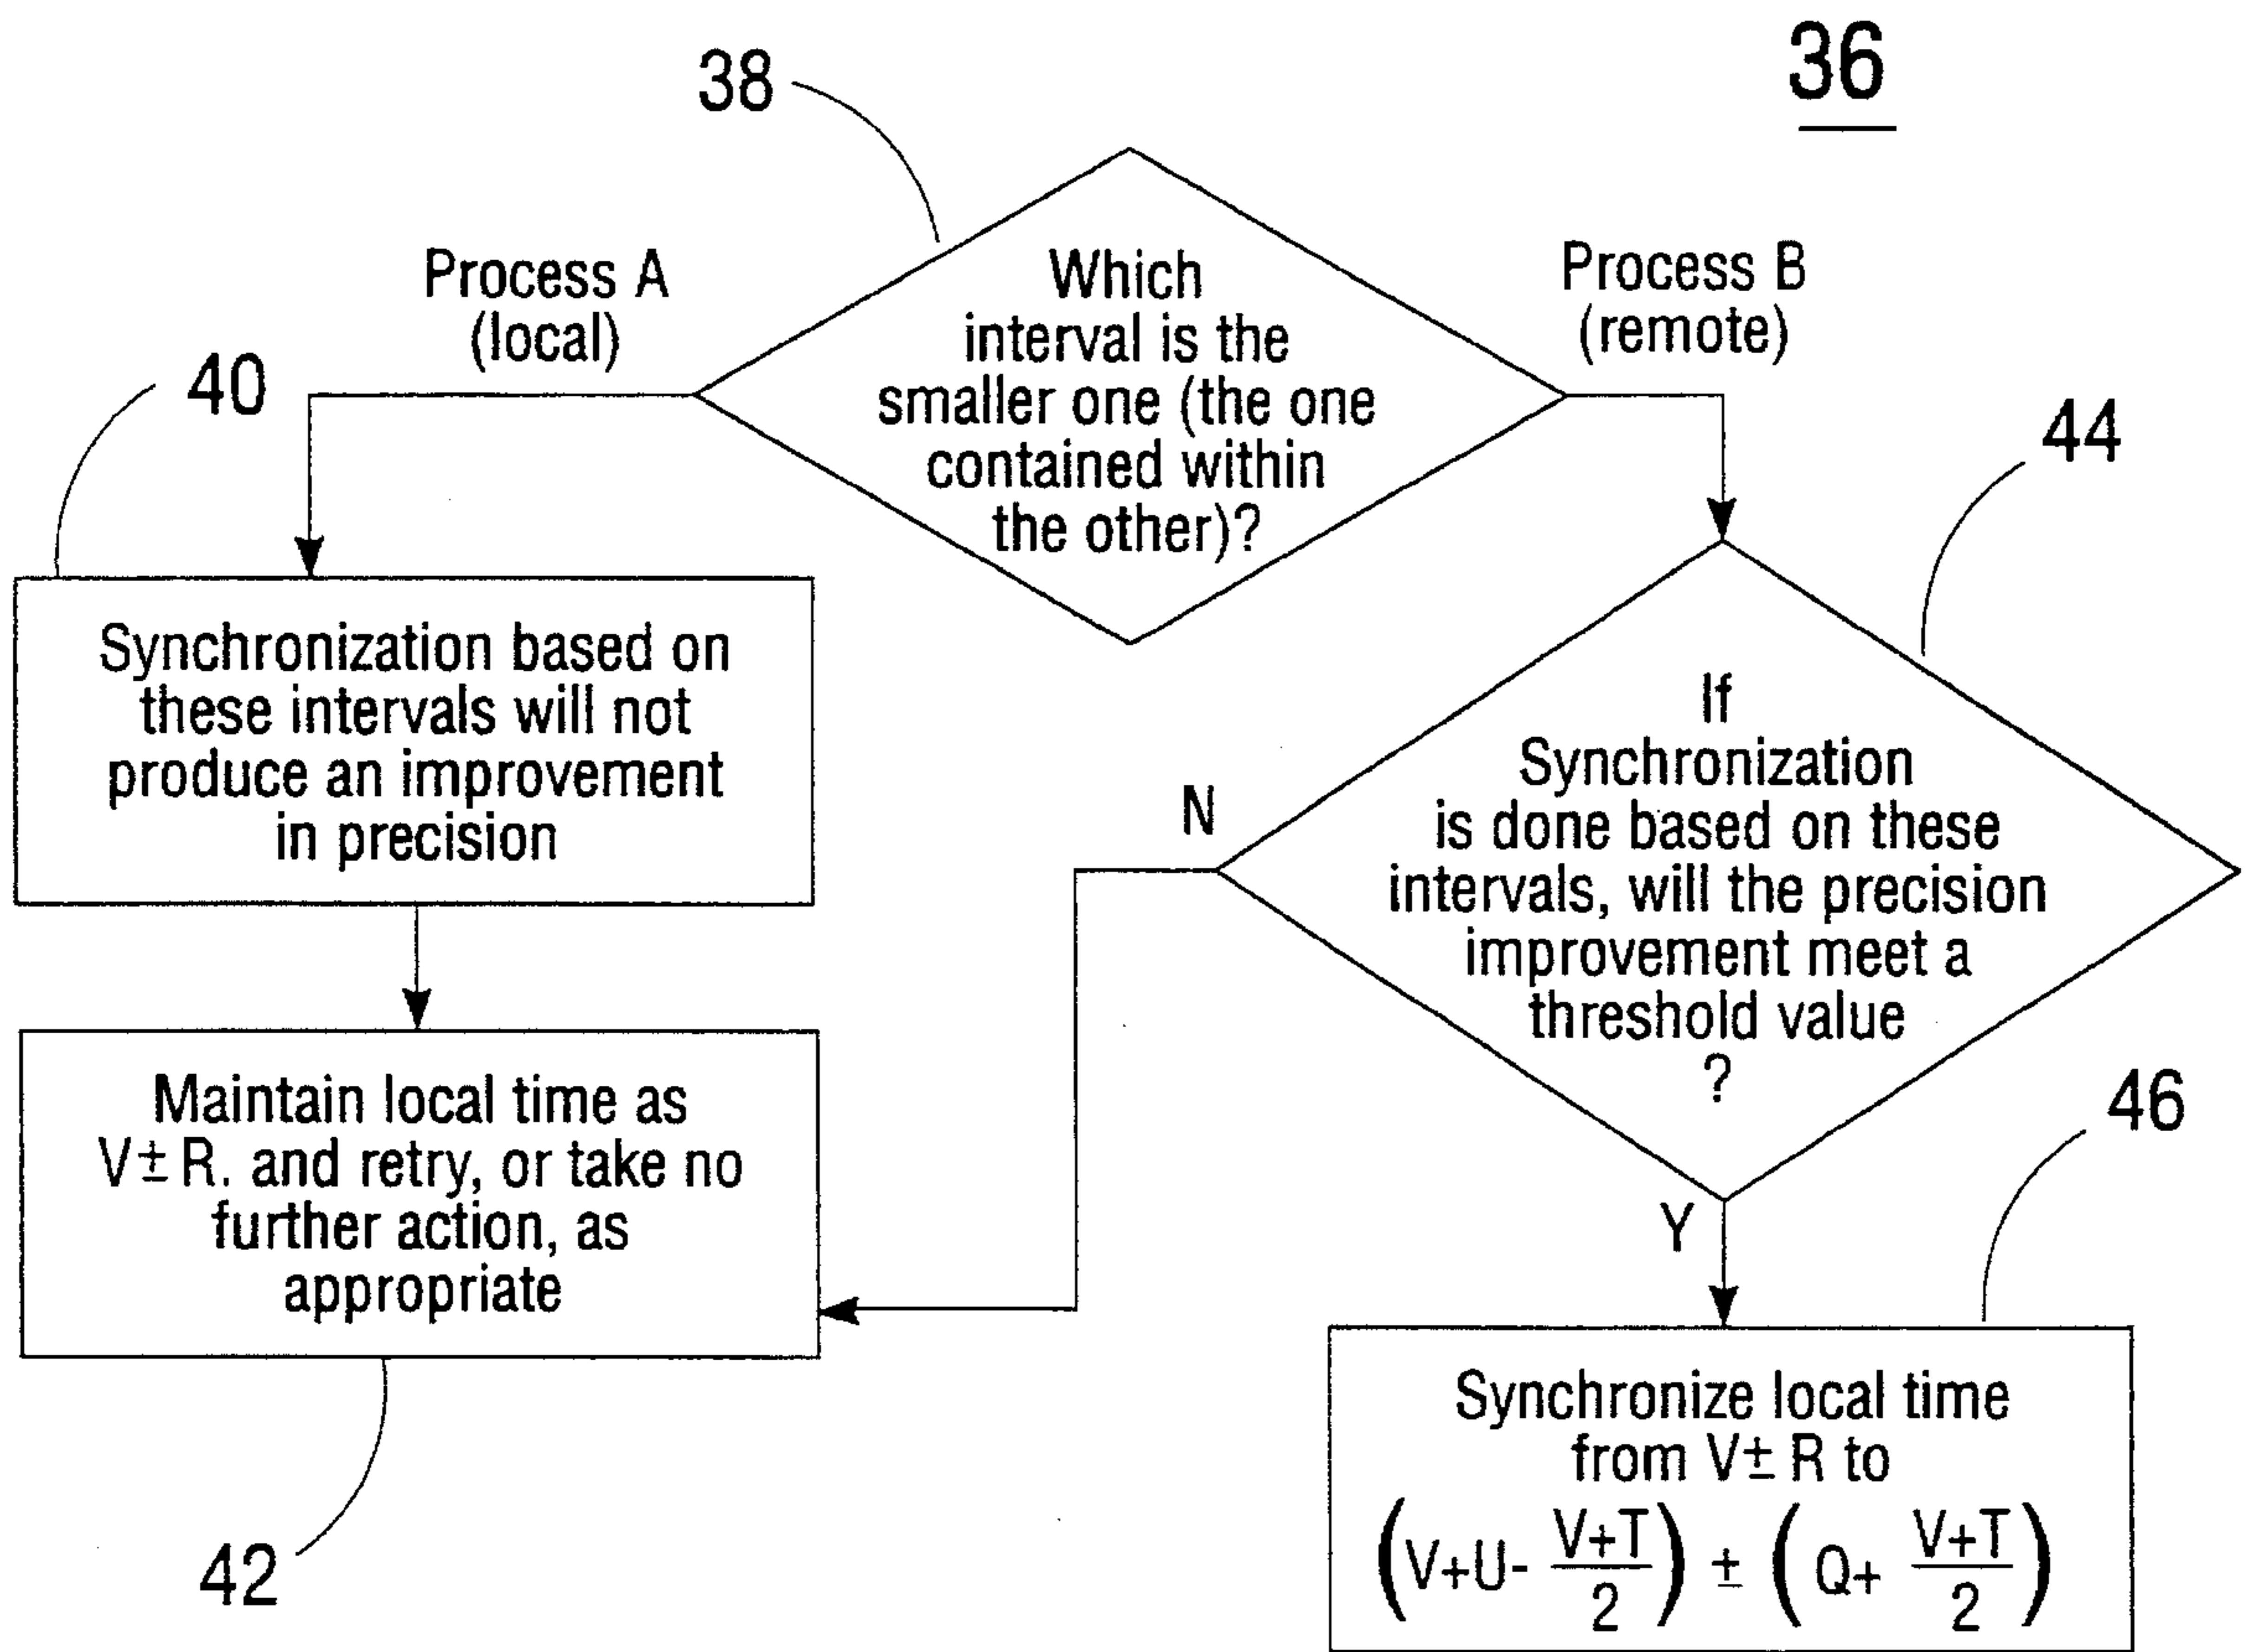 36
38
Process A
(local)
Which
interval is the
smaller one (the one
contained within
the other)?
Process B
(remote)
40
44
Synchronization based on
these intervals will not
produce an improvement
in precision
If
Synchronization
is done based on these
intervals, will the precision
improvement meet a
threshold value
?
N
Y
Maintain local time as
V±R. and retry, or take no
further action, as
appropriate
42
46
Synchronize local time
from V±R to
(V+U- V+T/2) ± (Q+ V+T/2)